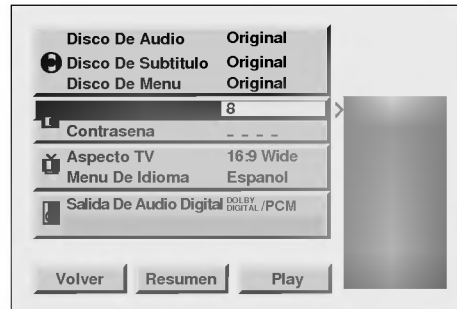 Disco De Audio Original
Disco De Subtitulo Original
Disco De Menu Original
8
Contrasena _ _ _ _
Aspecto TV 16:9 Wide
Menu De Idioma Espanol
Salida De Audio Digital DOLBY DIGITAL /PCM
Volver Resumen Play